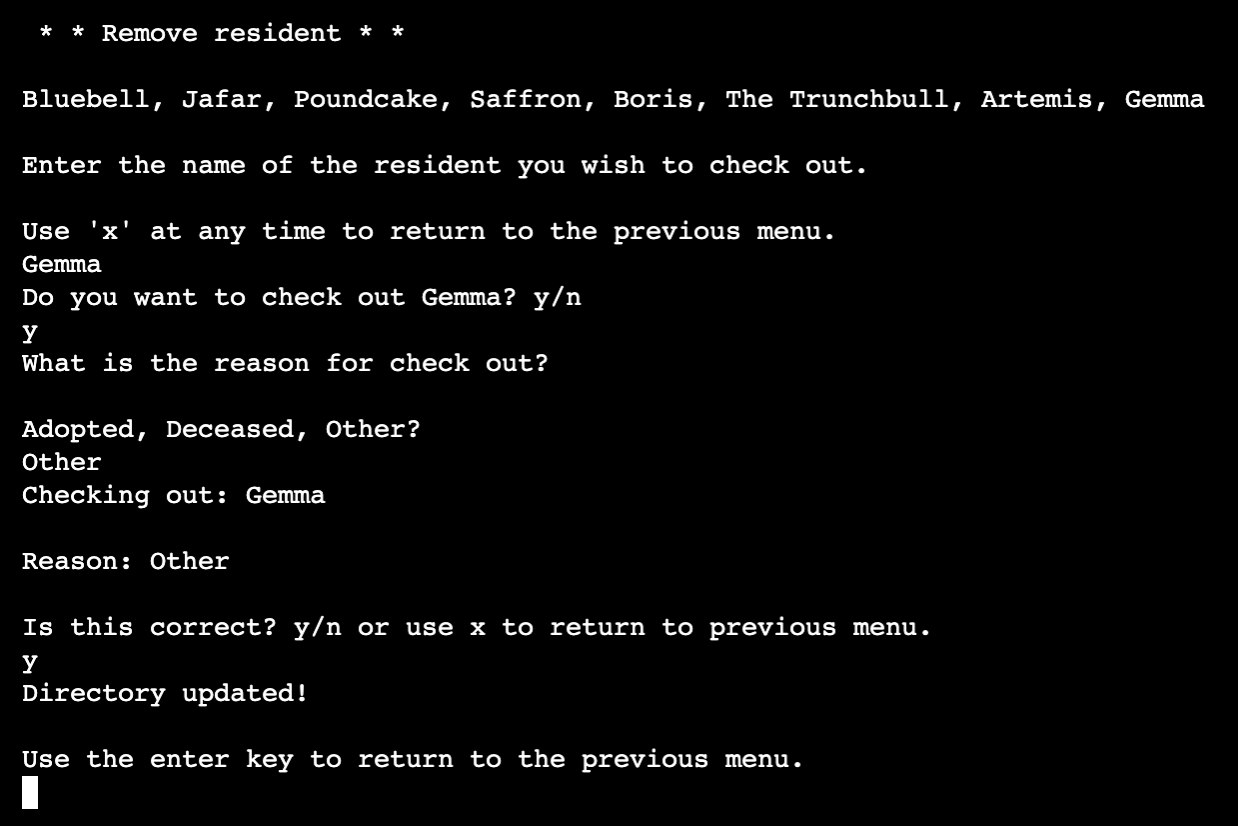 * * Remove resident * *
Bluebell, Jafar, Poundcake, Saffron, Boris, The Trunchbull, Artemis, Gemma
Enter the name of the resident you wish to check out.
Use 'x' at any time to return to the previous menu.
Gemma
Do you want to check out Gemma? y/n
y
What is the reason for check out?
Adopted, Deceased, Other?
Other
Checking out: Gemma
Reason: Other
Is this correct? y/n or use x to return to previous menu.
y
Directory updated!
Use the enter key to return to the previous menu.